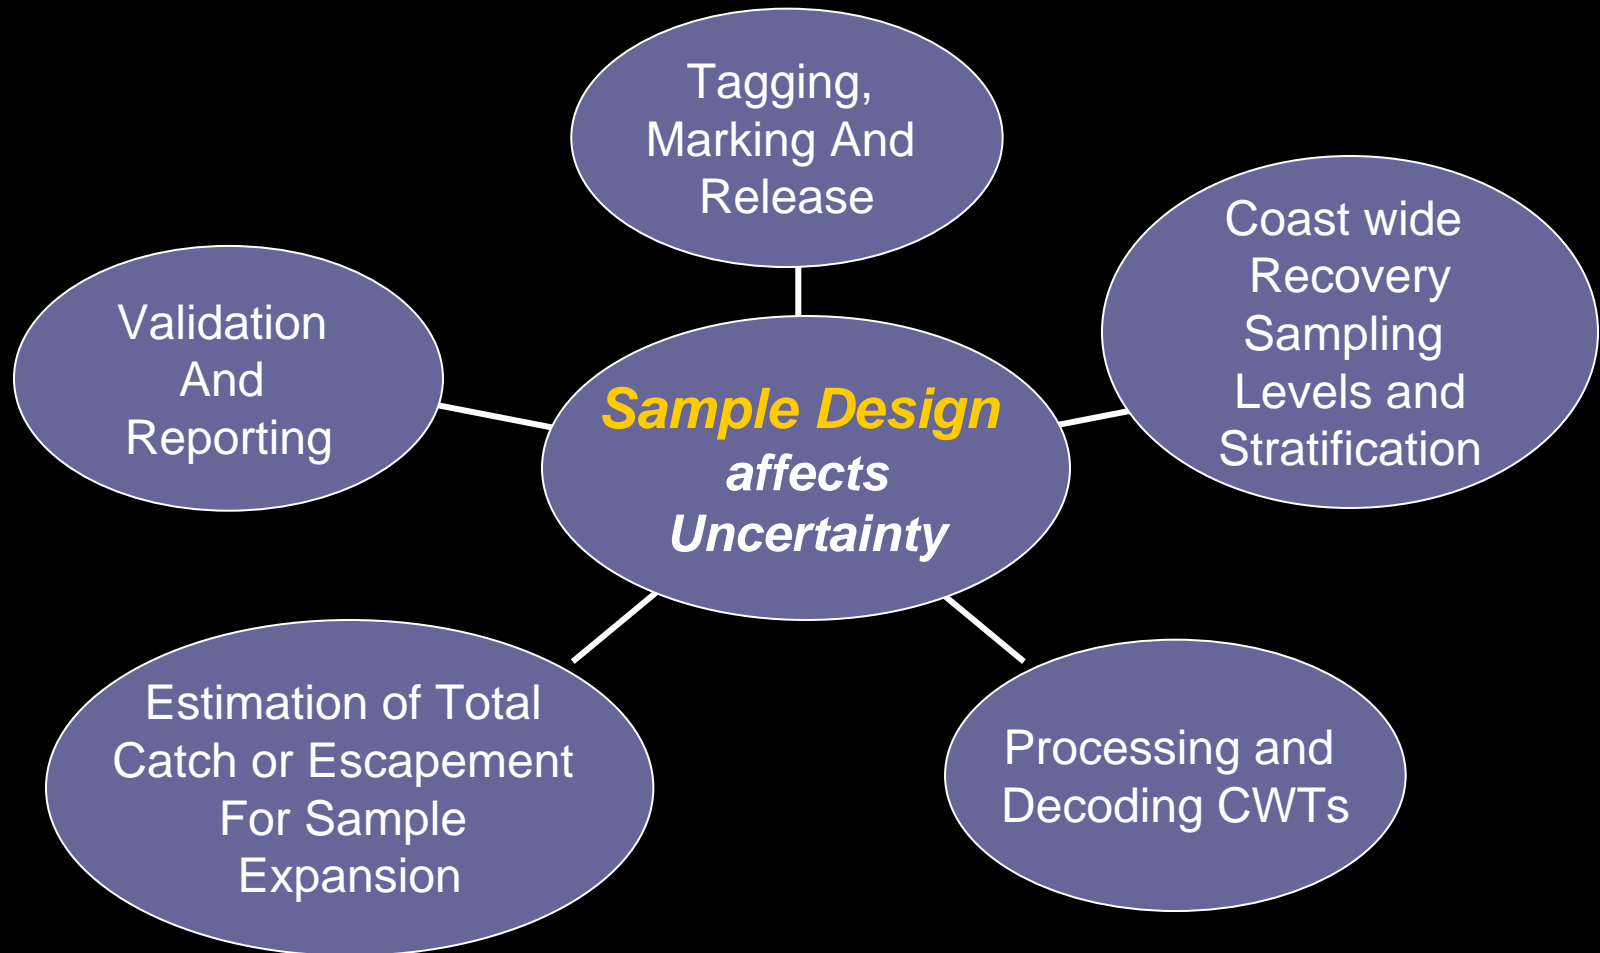 Tagging,
Marking And
Release
Coast wide
Recovery
Sampling
Levels and
Stratification
Validation
And
Reporting
Sample Design
affects
Uncertainty
Estimation of Total
Catch or Escapement
For Sample
Expansion
Processing and
Decoding CWTs